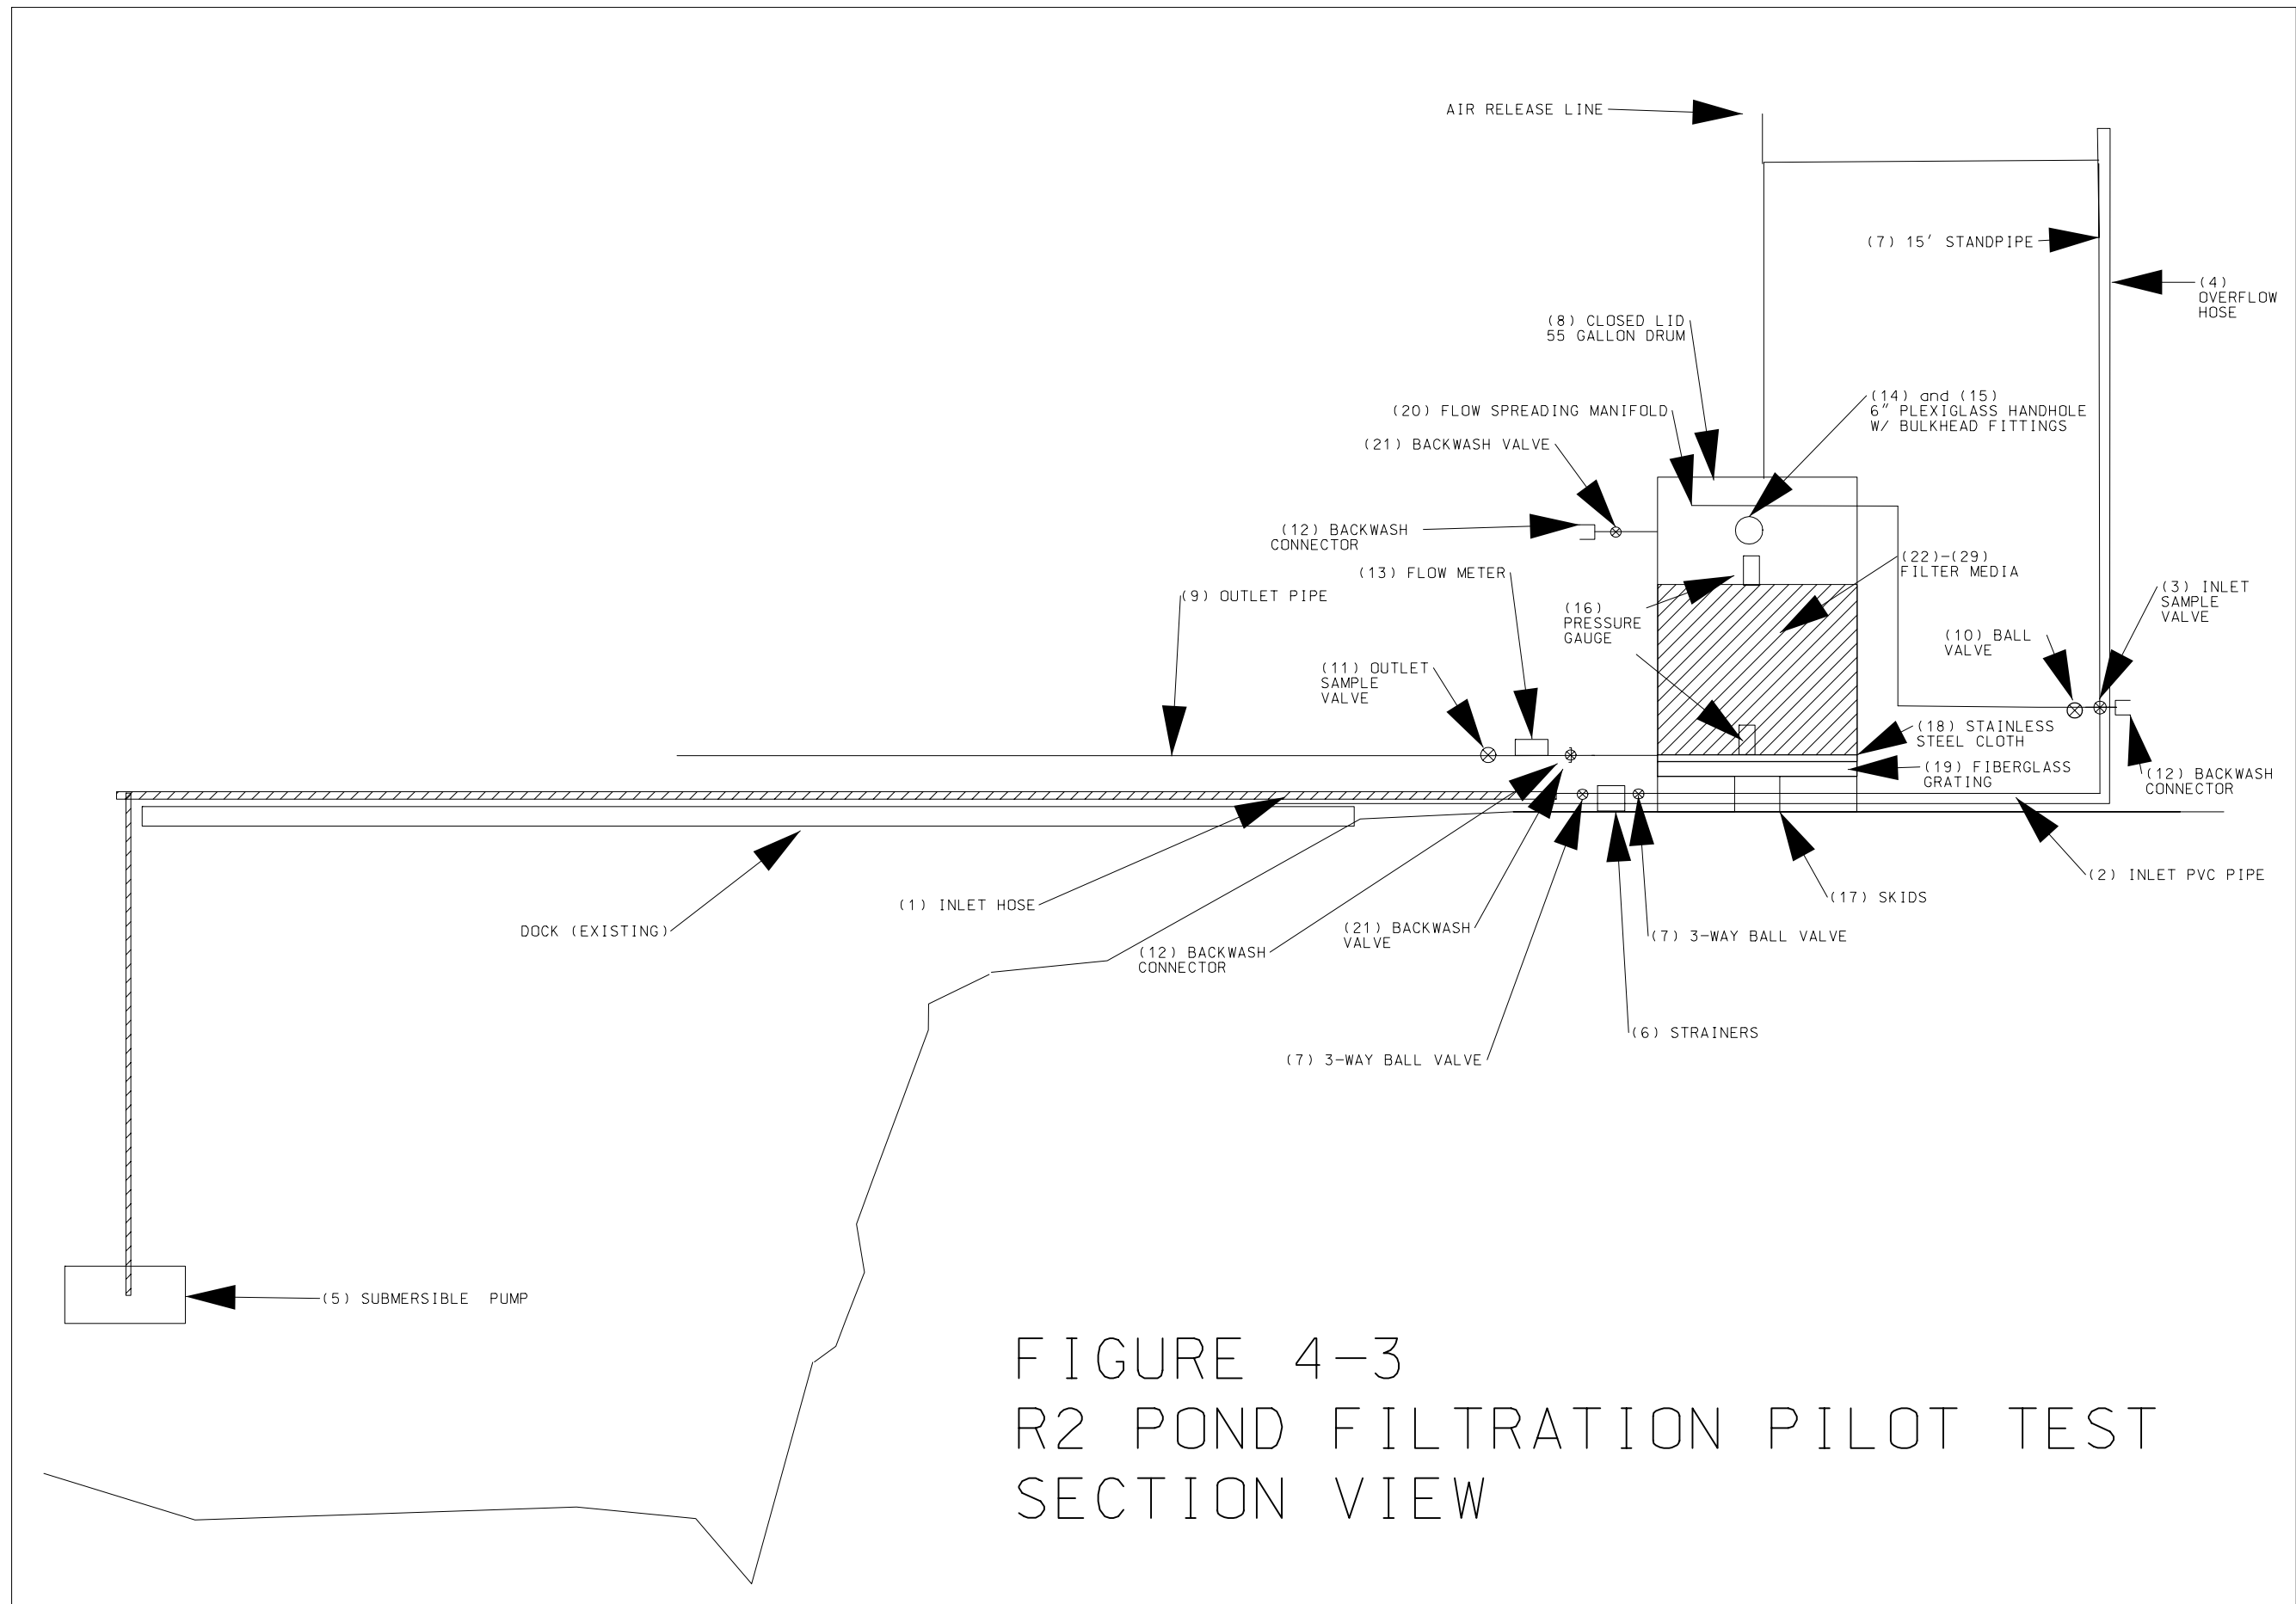 AIR RELEASE LINE
(7) 15' STANDPIPE
(4)
OVERFLOW
HOSE
(8) CLOSED LID
55 GALLON DRUM
(14) and (15)
6" PLEXIGLASS HANDHOLE
W/ BULKHEAD FITTINGS
(20) FLOW SPREADING MANIFOLD
(21) BACKWASH VALVE
(12) BACKWASH
CONNECTOR
(22)-(29)
FILTER MEDIA
(13) FLOW METER
(3) INLET
SAMPLE
VALVE
(9) OUTLET PIPE
(16)
PRESSURE
GAUGE
(10) BALL
VALVE
(11) OUTLET
SAMPLE
VALVE
(18) STAINLESS
STEEL CLOTH
(19) FIBERGLASS
GRATING
(12) BACKWASH
CONNECTOR
(2) INLET PVC PIPE
(17) SKIDS
(1) INLET HOSE
DOCK (EXISTING)
(21) BACKWASH
VALVE
(7) 3-WAY BALL VALVE
(12) BACKWASH
CONNECTOR
(6) STRAINERS
(7) 3-WAY BALL VALVE
(5) SUBMERSIBLE PUMP
FIGURE 4-3
R2 POND FILTRATION PILOT TEST
SECTION VIEW